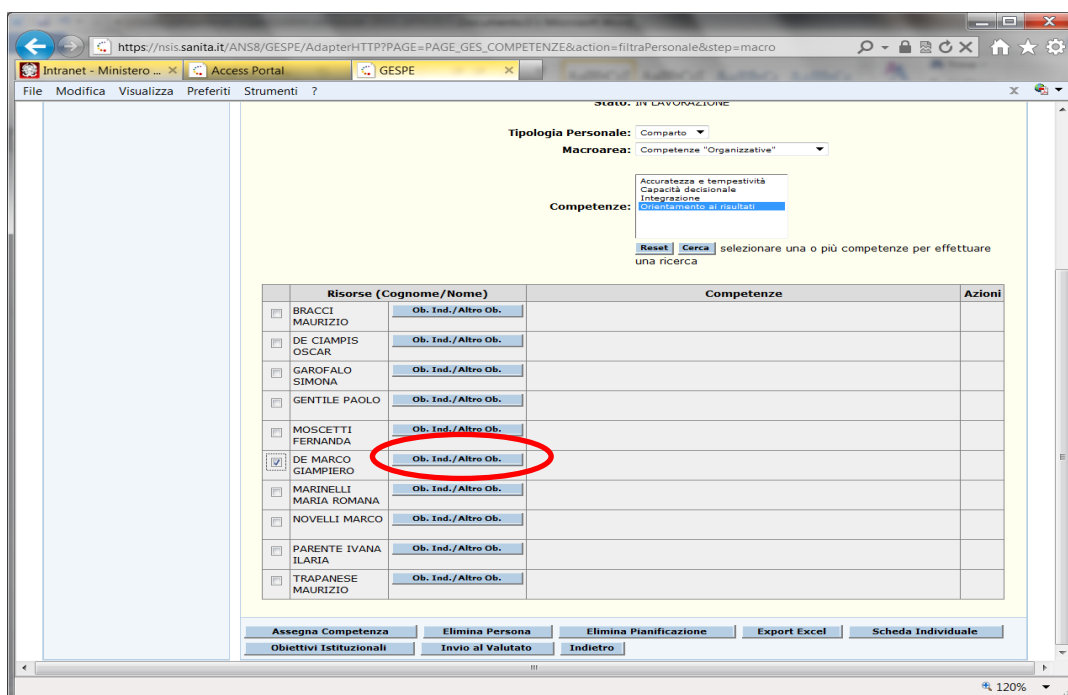 https://nsis.sanita.it/ANS8/GESPE/AdapterHTTP?PAGE=PAGE_GES_COMPETENZE&action=filtraPersonale&step=macro
Intranet - Ministero ... Access Portal GESPE
File Modifica Visualizza Preferiti Strumenti ?
Stato: IN LAVORAZIONE
Tipologia Personale: Comparto
Macroarea: Competenze "Organizzative"
Accuratezza e tempestività
Capacità decisionale
Integrazione
Competenze: Orientamento ai risultati
Reset Cerca selezionare una o più competenze per effettuare
una ricerca
Risorse (Cognome/Nome) Competenze Azioni
BRACCI Ob. Ind./Altro Ob.
MAURIZIO
DE CIAMPIS Ob. Ind./Altro Ob.
OSCAR
GAROFALO Ob. Ind./Altro Ob.
SIMONA
GENTILE PAOLO Ob. Ind./Altro Ob.
MOSCETTI Ob. Ind./Altro Ob.
FERNANDA
DE MARCO Ob. Ind./Altro Ob.
GIAMPIERO
MARINELLI Ob. Ind./Altro Ob.
MARIA ROMANA
NOVELLI MARCO Ob. Ind./Altro Ob.
PARENTE IVANA Ob. Ind./Altro Ob.
ILARIA
TRAPANESE Ob. Ind./Altro Ob.
MAURIZIO
Assegna Competenza Elimina Persona Elimina Pianificazione Export Excel Scheda Individuale
Obiettivi Istituzionali Invio al Valutato Indietro
120%